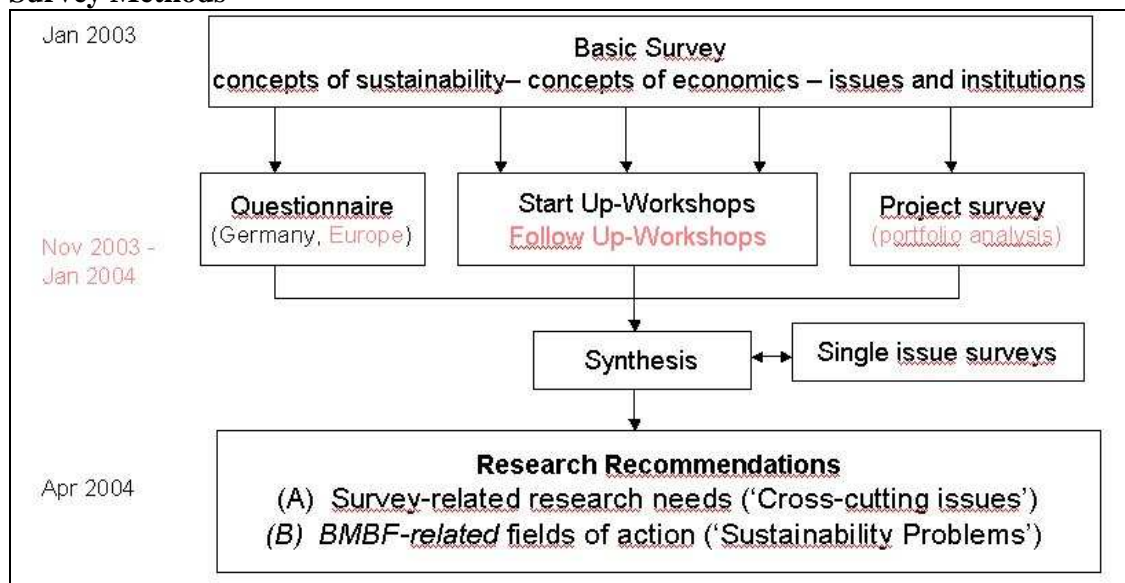 Survey Methods
Jan 2003
Basic Survey
concepts of sustainability– concepts of economics – issues and institutions
Questionnaire
(Germany, Europe)
Start Up-Workshops
Follow Up-Workshops
Project survey
(portfolio analysis)
Nov 2003 -
Jan 2004
Synthesis
Single issue surveys
Apr 2004
Research Recommendations
(A) Survey-related research needs (‘Cross-cutting issues’)
(B) BMBF-related fields of action (‘Sustainability Problems’)